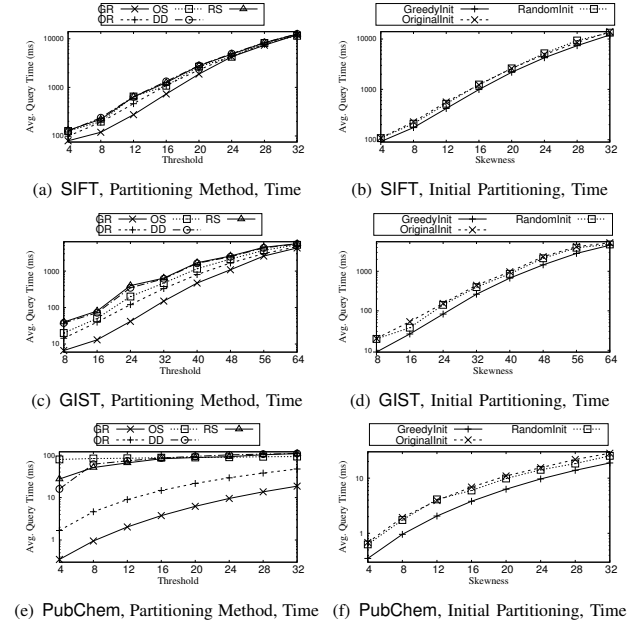 GR OS RS
OR DD
Avg. Query Time (ms)
10000
1000
100
4 8 12 16 20 24 28 32
Threshold
(a) SIFT, Partitioning Method, Time
GreedyInit RandomInit
OriginalInit
Avg. Query Time (ms)
10000
1000
100
4 8 12 16 20 24 28 32
Skewness
(b) SIFT, Initial Partitioning, Time
GR OS RS
OR DD
Avg. Query Time (ms)
1000
100
10
8 16 24 32 40 48 56 64
Threshold
(c) GIST, Partitioning Method, Time
GreedyInit RandomInit
OriginalInit
Avg. Query Time (ms)
1000
100
10
8 16 24 32 40 48 56 64
Skewness
(d) GIST, Initial Partitioning, Time
GR OS RS
OR DD
Avg. Query Time (ms)
100
10
1
4 8 12 16 20 24 28 32
Threshold
(e) PubChem, Partitioning Method, Time
GreedyInit RandomInit
OriginalInit
Avg. Query Time (ms)
10
1
4 8 12 16 20 24 28 32
Skewness
(f) PubChem, Initial Partitioning, Time